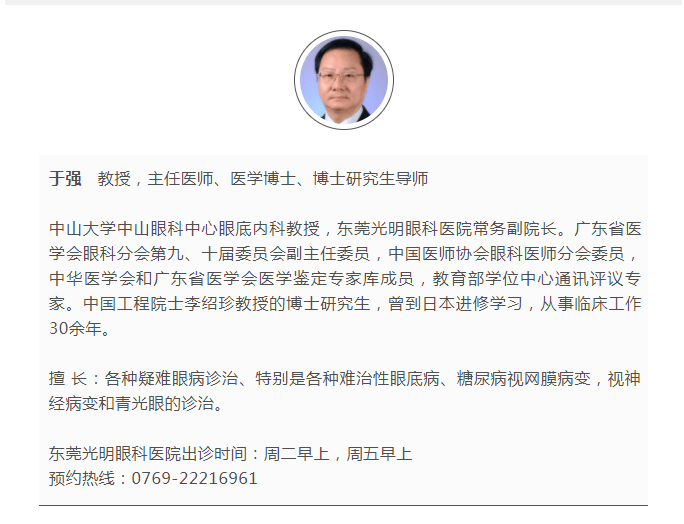 于强 教授，主任医师、医学博士、博士研究生导师
中山大学中山眼科中心眼底内科教授，东莞光明眼科医院常务副院长。广东省医
学会眼科分会第九、十届委员会副主任委员，中国医师协会眼科医师分会委员，
中华医学会和广东省医学会医学鉴定专家库成员，教育部学位中心通讯评议专
家。中国工程院士李绍珍教授的博士研究生，曾到日本进修学习，从事临床工作
30余年。
擅 长：各种疑难眼病诊治、特别是各种难治性眼底病、糖尿病视网膜病变，视神
经病变和青光眼的诊治。
东莞光明眼科医院出诊时间：周二早上，周五早上
预约热线：0769-22216961